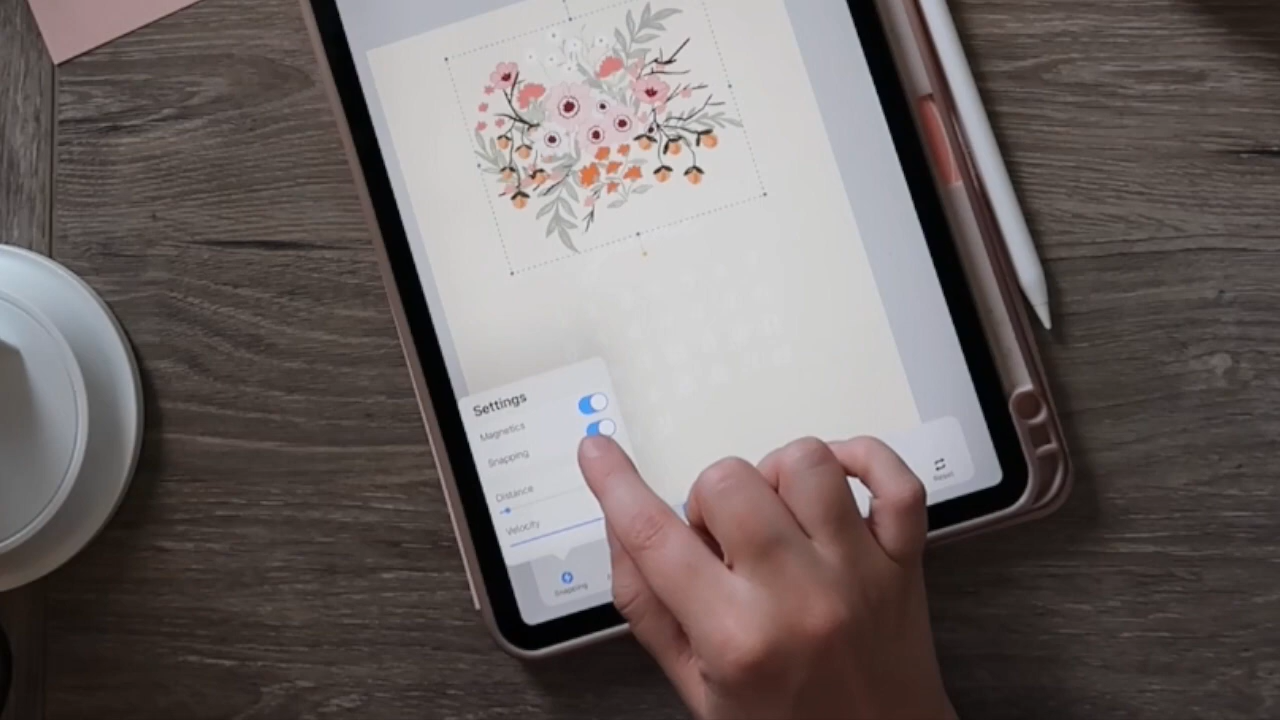 Settings
Magnetics
Snapping
Distance
Velocity
Snapping
Reset